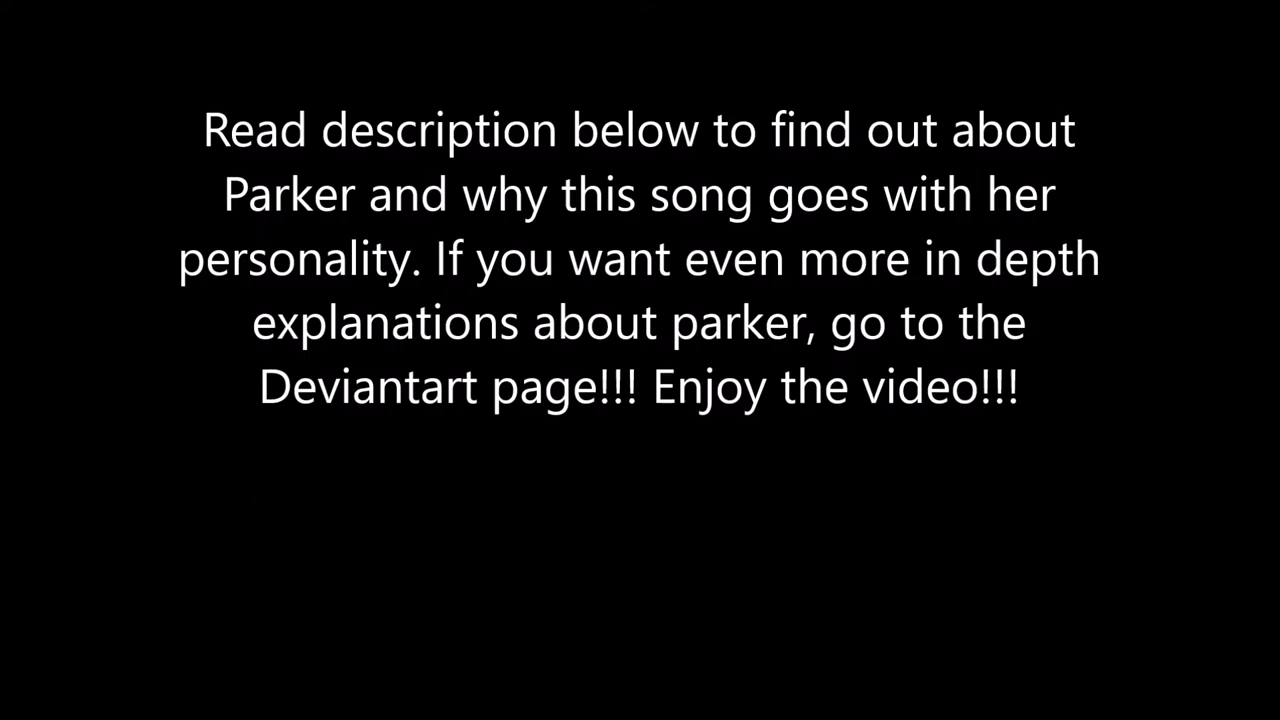 Read description below to find out about
Parker and why this song goes with her
personality. If you want even more in depth
explanations about parker, go to the
Deviantart page!!! Enjoy the video!!!